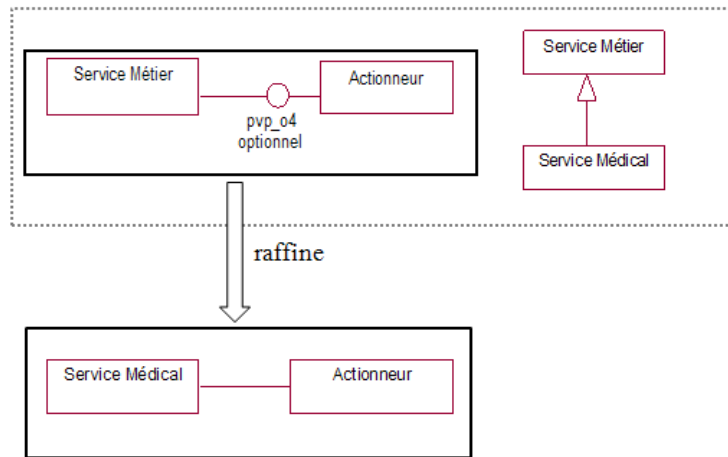 Service Métier
Actionneur
pvp_o4
optionnel
Service Métier
Service Médical
raffine
Service Médical
Actionneur